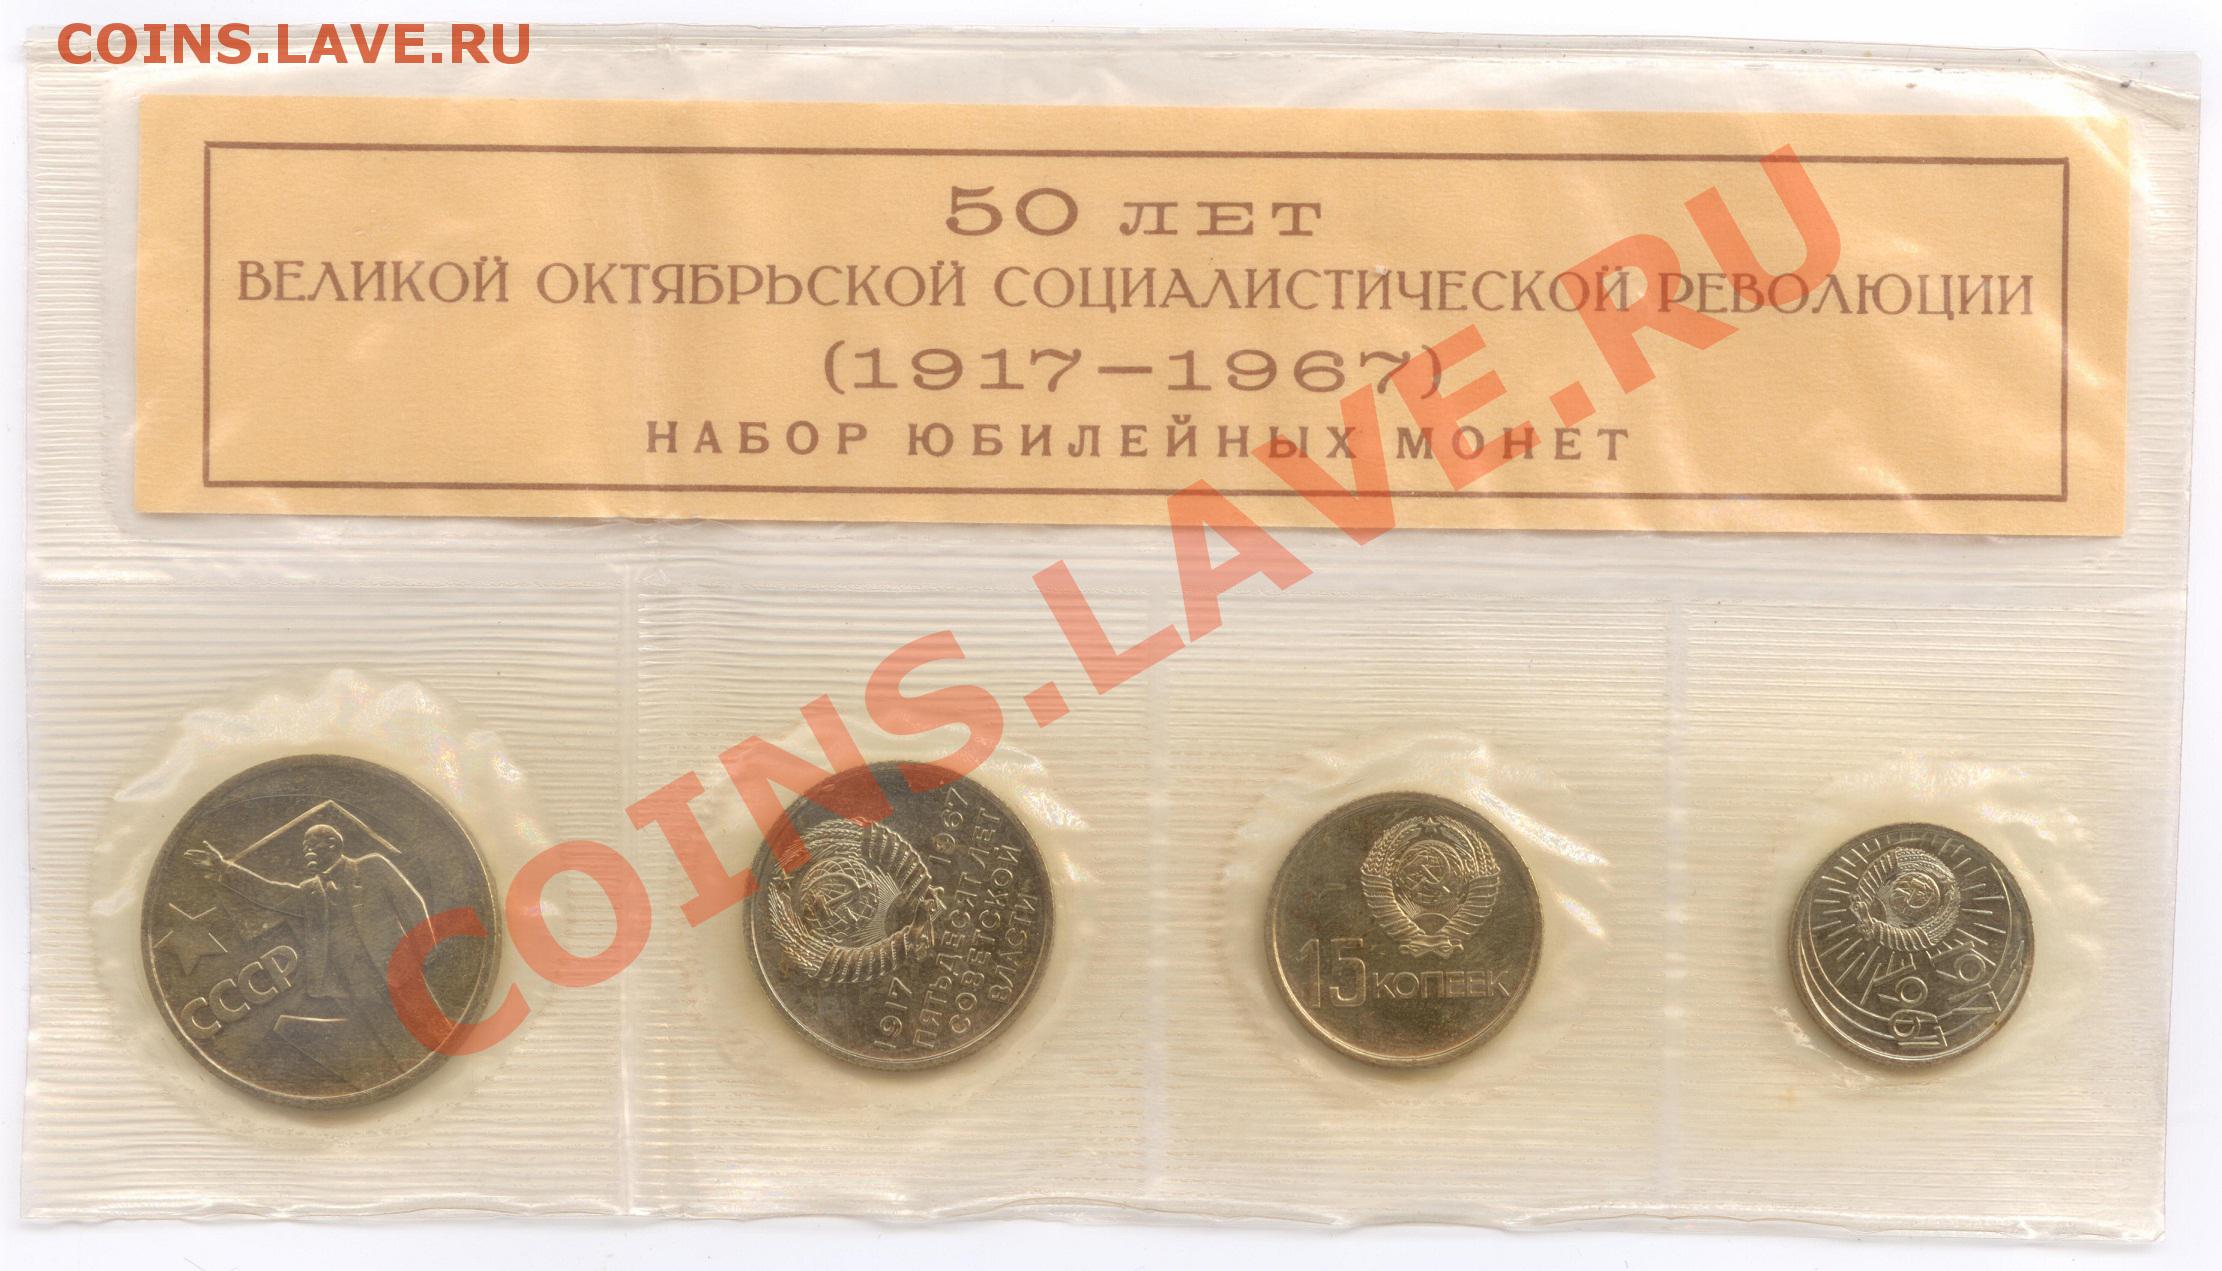 COINS.LAVE.RU
50 ЛЕТ
ВЕЛИКОЙ ОКТЯБРЬСКОЙ СОЦИАЛИСТИЧЕСКОЙ РЕВОЛЮЦИИ
(1917–1967)
НАБОР ЮБИЛЕЙНЫХ МОНЕТ
COINS.LAVE.RU
СССР
1917 1967
ПЯТЬДЕСЯТ ЛЕТ
СОВЕТСКОЙ
ВЛАСТИ
15 КОПЕЕК
1917
1967